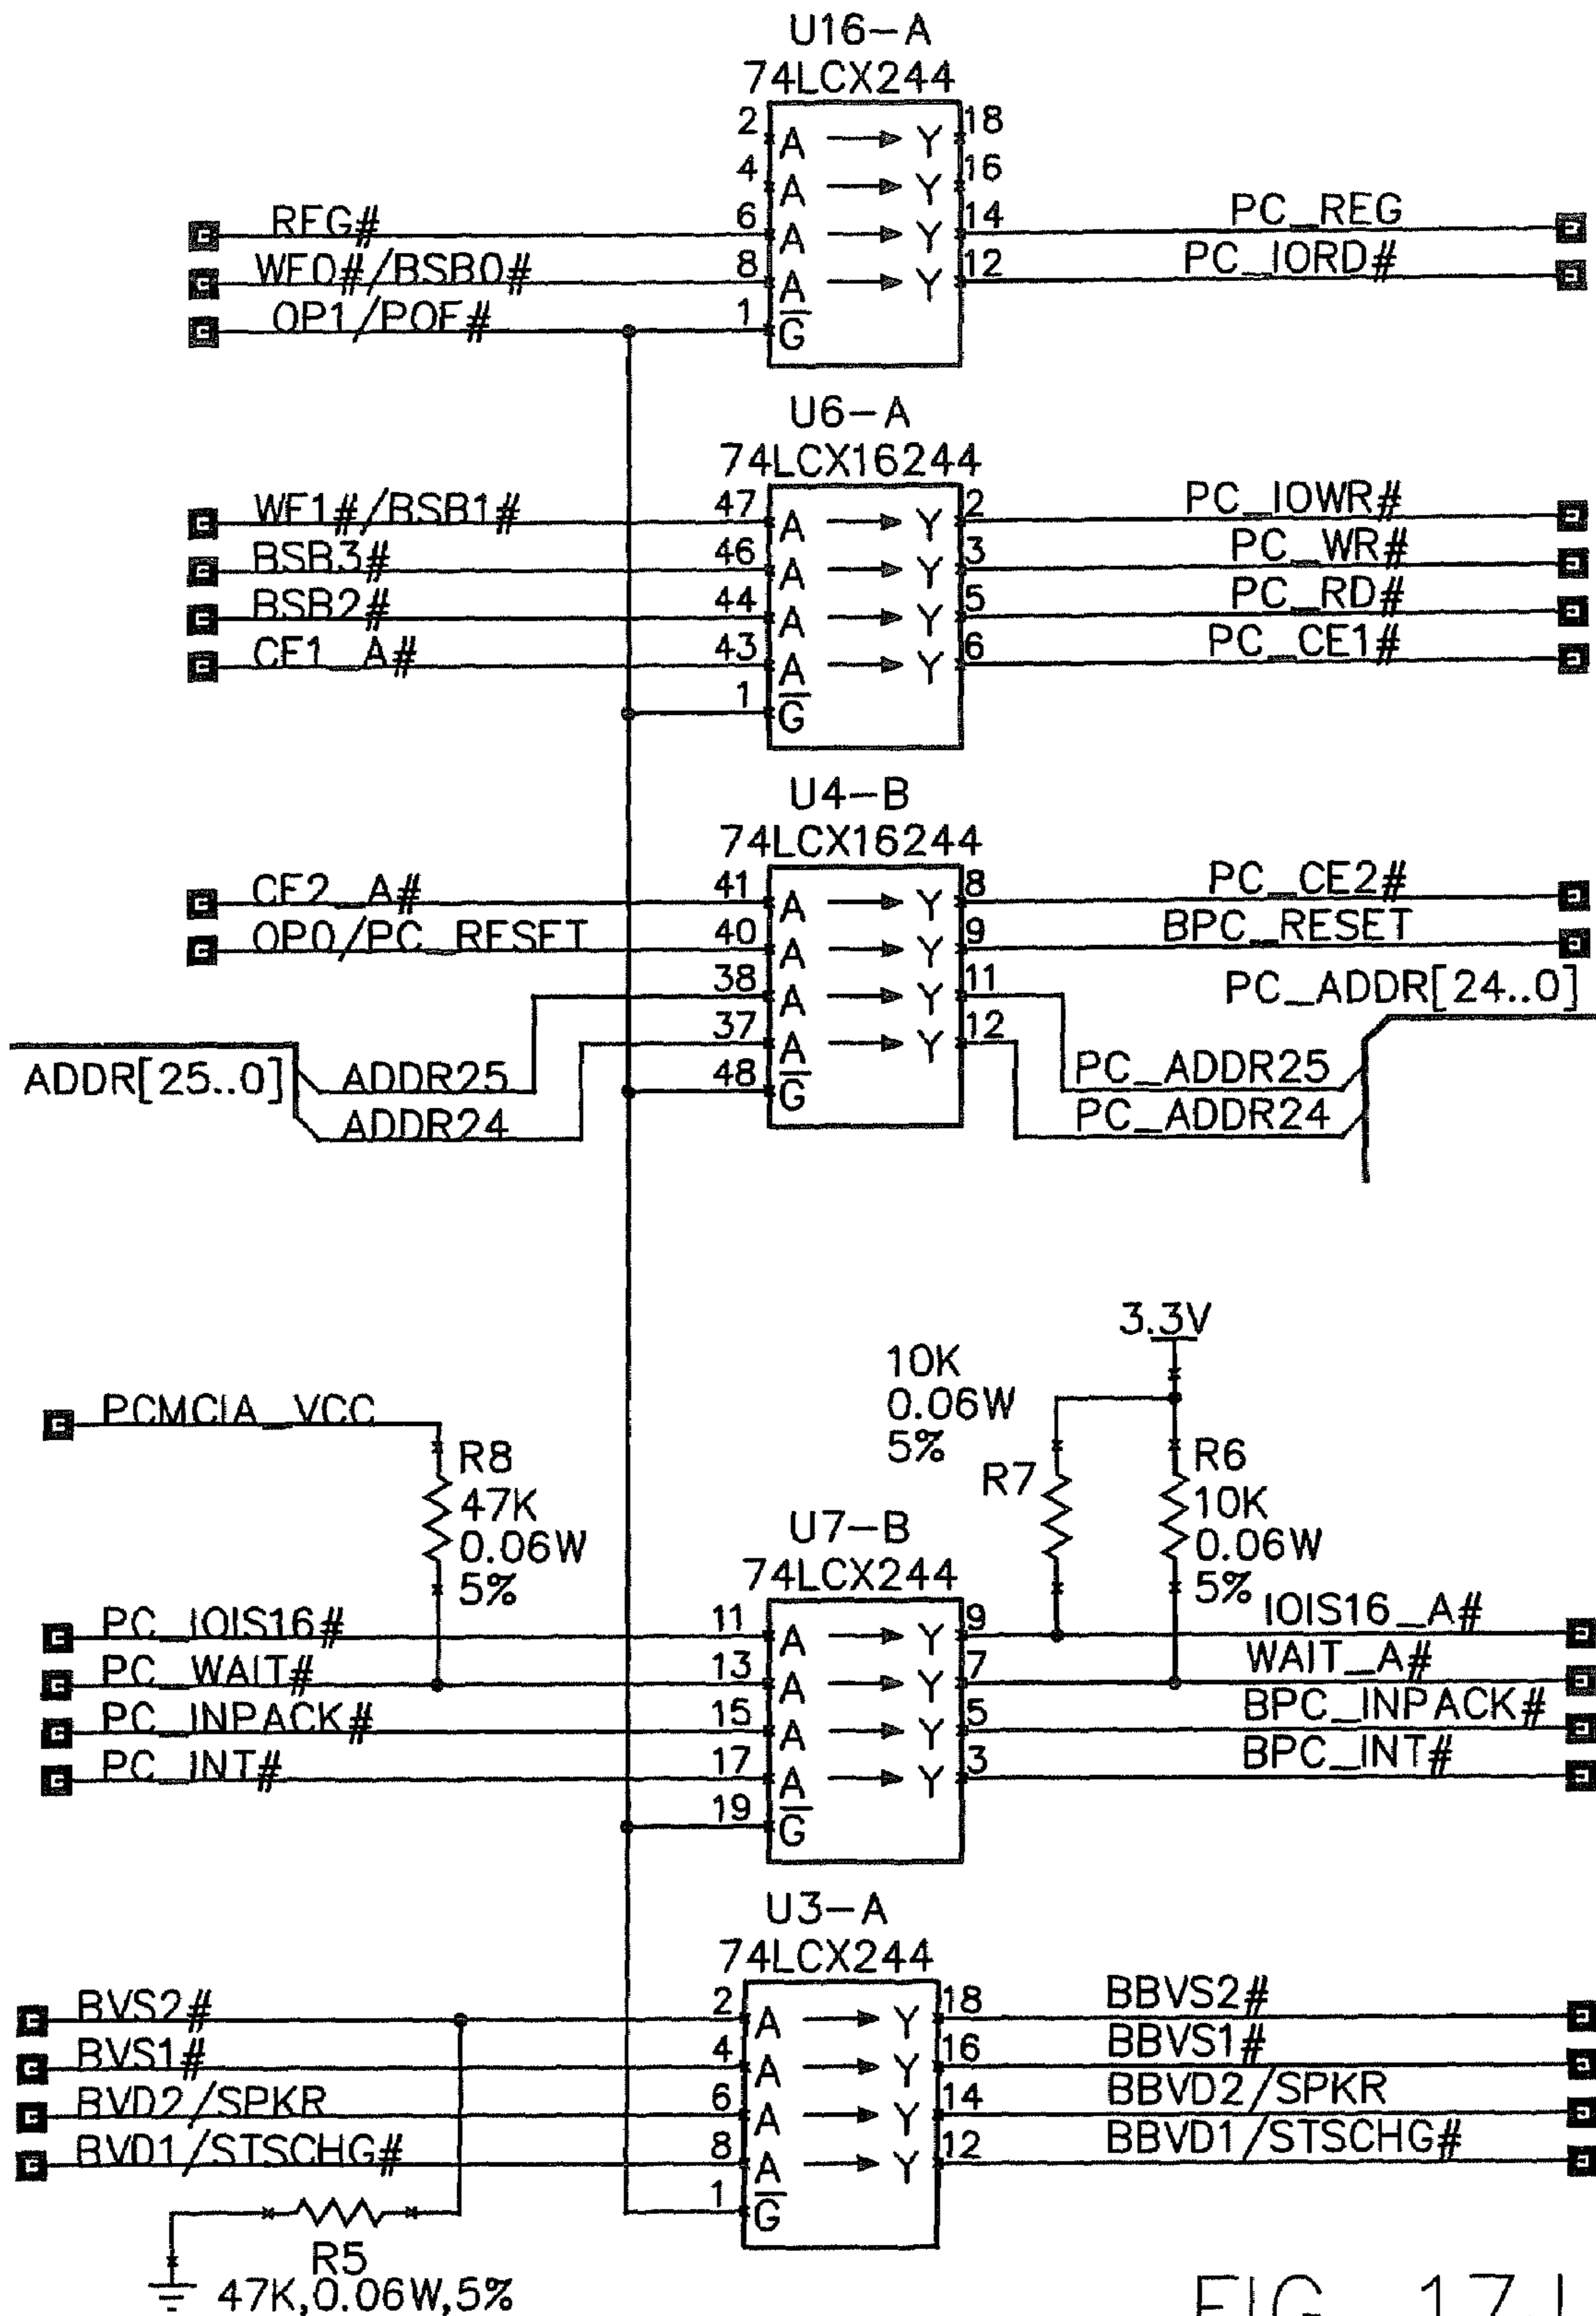 U16-A
74LCX244
2 A Y 18
4 A Y 16
REG# 6 A Y 14 PC_REG
WE0#/BSB0# 8 A Y 12 PC_IORD#
OP1/POE# 1 G
U6-A
74LCX16244
WE1#/BSB1# 47 A Y 2 PC_IOWR#
BSB3# 46 A Y 3 PC_WR#
BSB2# 44 A Y 5 PC_RD#
CE1_A# 43 A Y 6 PC_CE1#
1 G
U4-B
74LCX16244
CE2_A# 41 A Y 8 PC_CE2#
OP0/PC_RESET 40 A Y 9 BPC_RESET
38 A Y 11 PC_ADDR[24..0]
37 A Y 12
ADDR[25..0] ADDR25 48 G PC_ADDR25
ADDR24 PC_ADDR24
3.3V
10K
0.06W
5%
PCMCIA_VCC
R8
47K
0.06W
5%
R7
R6
10K
0.06W
5%
U7-B
74LCX244
PC_IOIS16# 11 A Y 9 IOIS16_A#
PC_WAIT# 13 A Y 7 WAIT_A#
PC_INPACK# 15 A Y 5 BPC_INPACK#
PC_INT# 17 A Y 3 BPC_INT#
19 G
U3-A
74LCX244
BVS2# 2 A Y 18 BBVS2#
BVS1# 4 A Y 16 BBVS1#
BVD2/SPKR 6 A Y 14 BBVD2/SPKR
BVD1/STSCHG# 8 A Y 12 BBVD1/STSCHG#
1 G
R5
47K,0.06W,5%
FIG. 17J